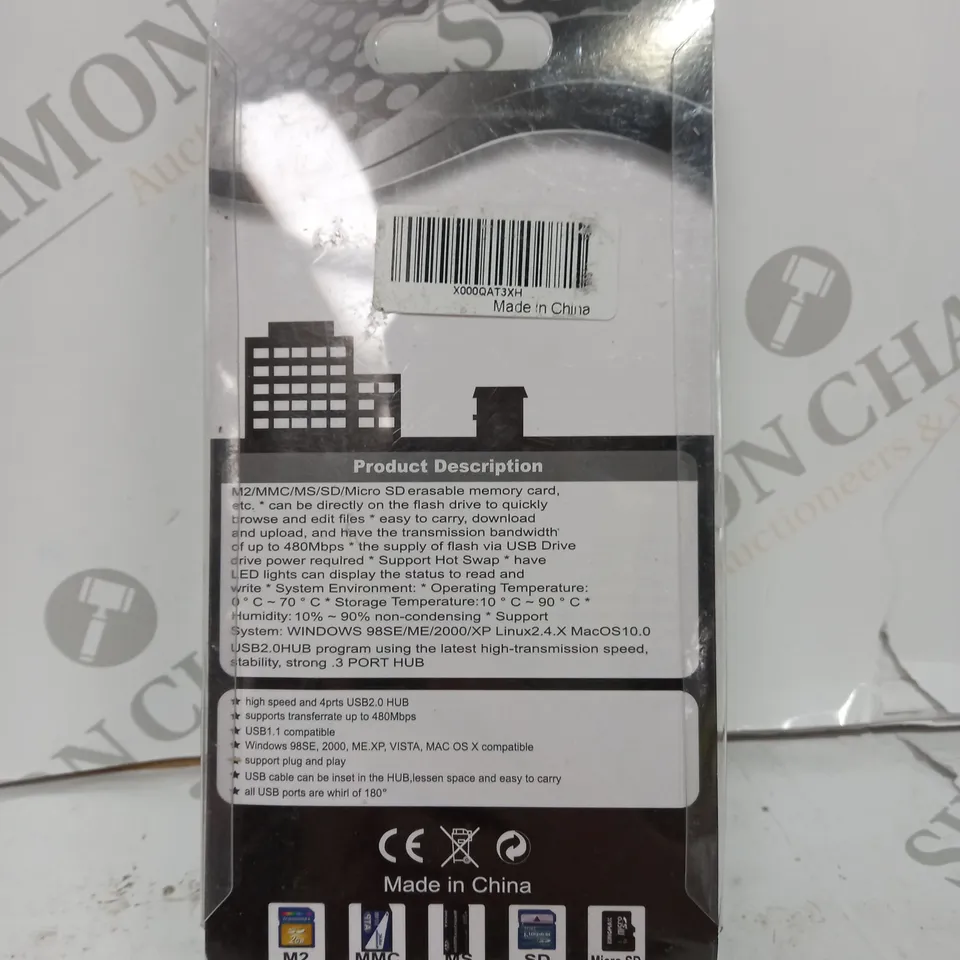 X000QAT3XH
Made in China
Product Description
M2/MMC/MS/SD/Micro SD erasable memory card,
etc. * can be directly on the flash drive to quickly
browse and edit files * easy to carry, download
and upload, and have the transmission bandwidth
of up to 480Mbps * the supply of flash via USB Drive
drive power required * Support Hot Swap * have
LED lights can display the status to read and
write * System Environment: * Operating Temperature:
0 ° C ~ 70 ° C * Storage Temperature:10 ° C ~ 90 ° C *
Humidity: 10% ~ 90% non-condensing * Support
System: WINDOWS 98SE/ME/2000/XP Linux2.4.X MacOS10.0
USB2.0HUB program using the latest high-transmission speed,
stability, strong .3 PORT HUB
high speed and 4prts USB2.0 HUB
supports transferrate up to 480Mbps
USB1.1 compatible
Windows 98SE, 2000, ME.XP, VISTA, MAC OS X compatible
support plug and play
USB cable can be inset in the HUB,lessen space and easy to carry
all USB ports are whirl of 180°
CE
Made in China
M2 MMC MS SD Micro SD